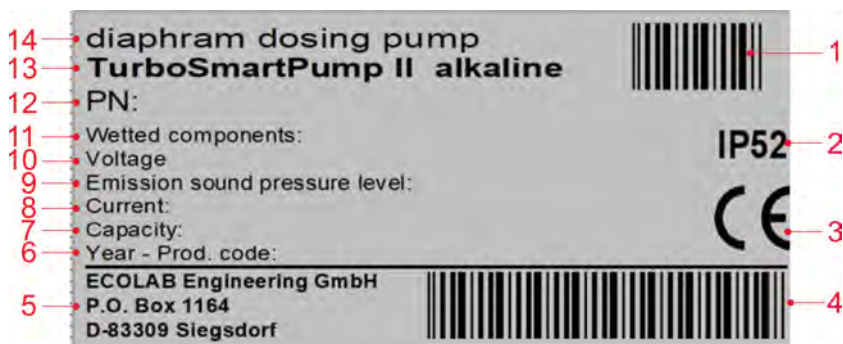 14 diaphram dosing pump 1
13 TurboSmartPump II alkaline
12 PN:
11 Wetted components: IP52 2
10 Voltage
9 Emission sound pressure level:
8 Current: CE
7 Capacity: 3
6 Year - Prod. code:
ECOLAB Engineering GmbH
5 P.O. Box 1164 4
D-83309 Siegsdorf